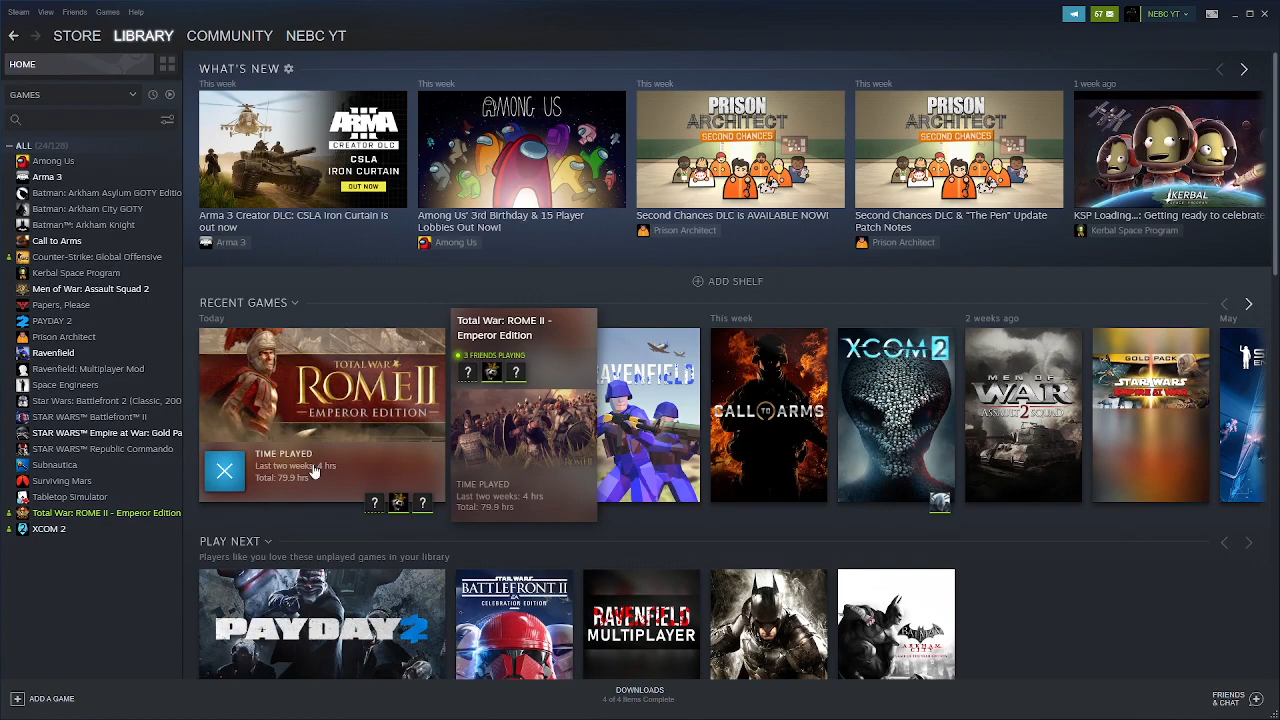 Steam View Friends Games Help
67
NEBC YT
STORE LIBRARY COMMUNITY NEBC YT
HOME
GAMES
ALL (24/128)
Among Us
Arma 3
Batman: Arkham Asylum GOTY Editio
Batman: Arkham City GOTY
Batman™: Arkham Knight
Call to Arms
Counter-Strike: Global Offensive
Kerbal Space Program
Men of War: Assault Squad 2
Papers, Please
PAYDAY 2
Prison Architect
Ravenfield
Ravenfield: Multiplayer Mod
Space Engineers
Star Wars: Battlefront 2 (Classic, 200
STAR WARS™ Battlefront™ II
STAR WARS™ Empire at War: Gold Pa
STAR WARS™ Republic Commando
Subnautica
Surviving Mars
Tabletop Simulator
Total War: ROME II - Emperor Edition
XCOM 2
WHAT'S NEW
This week
This week
This week
This week
1 week ago
ARMA III
CREATOR DLC
CSLA
IRON CURTAIN
OUT NOW
AMONG US
PRISON
ARCHITECT
SECOND CHANCES
PRISON
ARCHITECT
SECOND CHANCES
KERBAL
SPACE PROGRAM
Arma 3 Creator DLC: CSLA Iron Curtain is
out now
Arma 3
Among Us' 3rd Birthday & 15 Player
Lobbies Out Now!
Among Us
Second Chances DLC is AVAILABLE NOW!
Prison Architect
Second Chances DLC & "The Pen" Update
Patch Notes
Prison Architect
KSP Loading...: Getting ready to celebrate
Kerbal Space Program
ADD SHELF
RECENT GAMES
Today
This week
2 weeks ago
May
TOTAL WAR
ROME II
EMPEROR EDITION
TIME PLAYED
Last two weeks: 4 hrs
Total: 79.9 hrs
? ?
Total War: ROME II -
Emperor Edition
3 FRIENDS PLAYING
? ?
TIME PLAYED
Last two weeks: 4 hrs
Total: 79.9 hrs
RAVENFIELD
CALL TO ARMS
XCOM 2
MEN OF
WAR
ASSAULT 2 SQUAD
GOLD PACK
STAR WARS
EMPIRE AT WAR
PLAY NEXT
Players like you love these unplayed games in your library
PAYDAY 2
STAR WARS
BATTLEFRONT II
CELEBRATION EDITION
RAVENFIELD
MULTIPLAYER
BATMAN
ARKHAM CITY
ADD A GAME
DOWNLOADS
4 of 4 Items Complete
FRIENDS
& CHAT